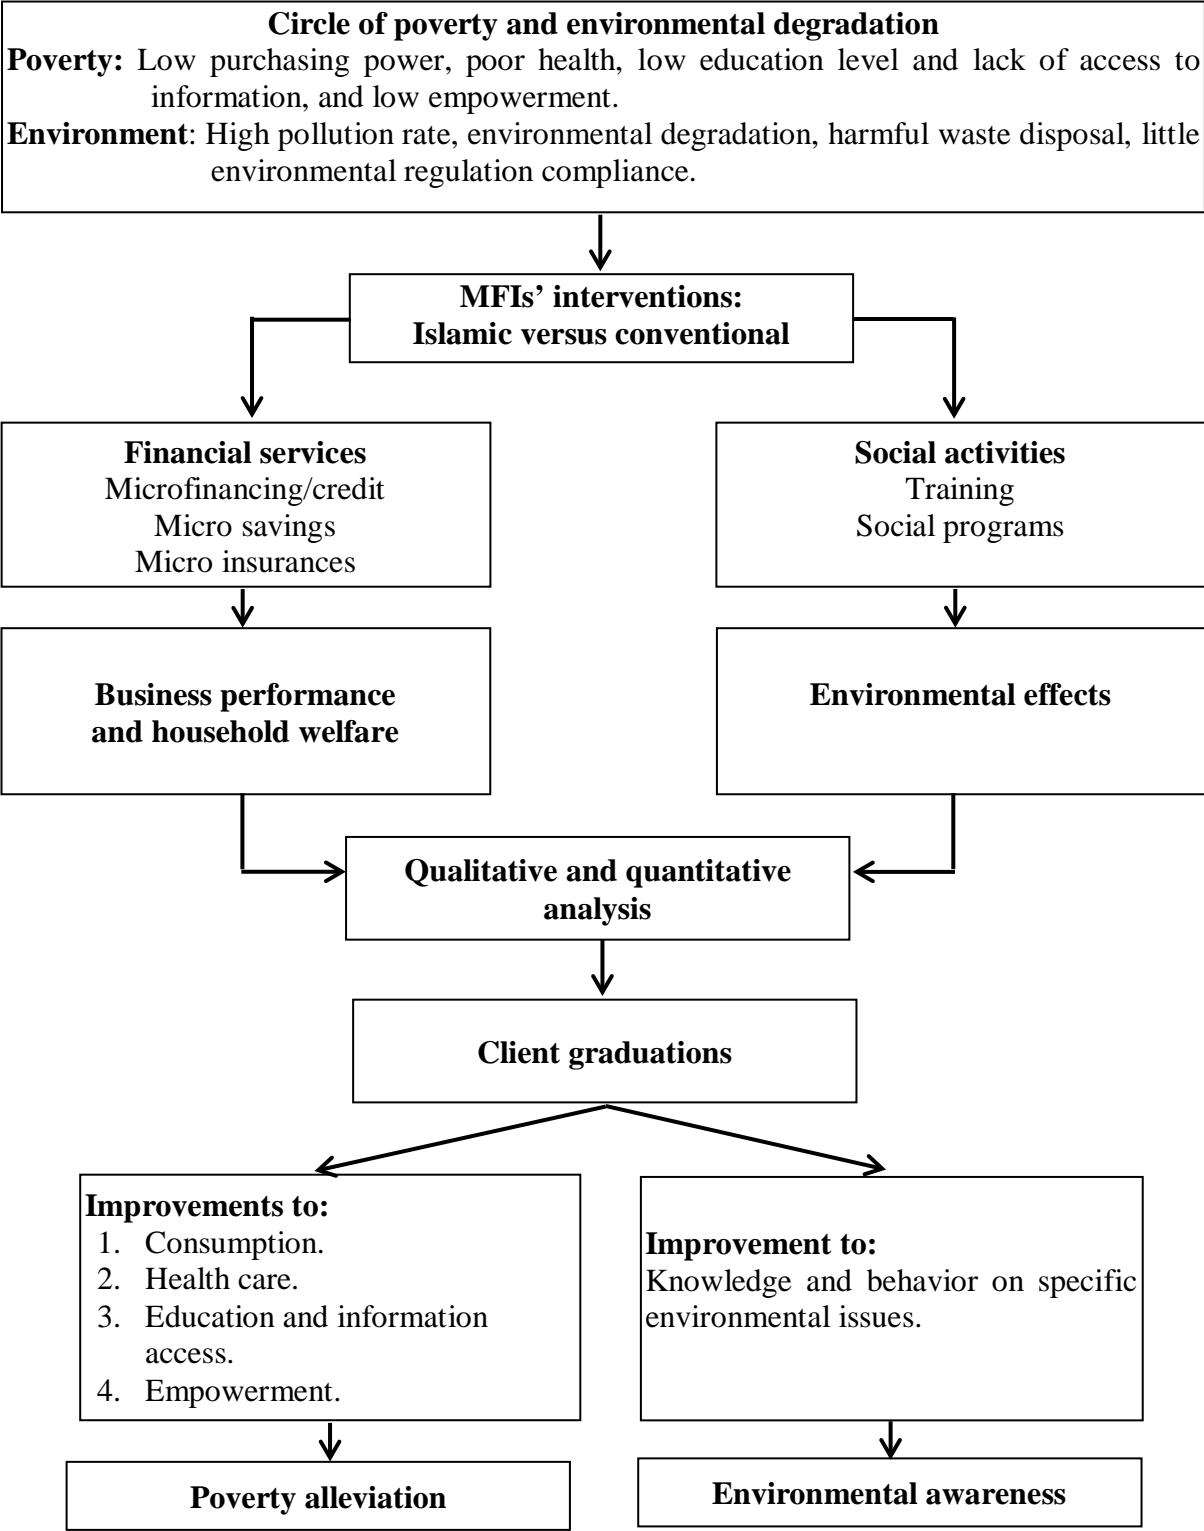 Circle of poverty and environmental degradation
Poverty: Low purchasing power, poor health, low education level and lack of access to
information, and low empowerment.
Environment: High pollution rate, environmental degradation, harmful waste disposal, little
environmental regulation compliance.
MFIs’ interventions:
Islamic versus conventional
Financial services
Microfinancing/credit
Micro savings
Micro insurances
Social activities
Training
Social programs
Business performance
and household welfare
Environmental effects
Qualitative and quantitative
analysis
Client graduations
Improvements to:
1. Consumption.
2. Health care.
3. Education and information
access.
4. Empowerment.
Improvement to:
Knowledge and behavior on specific
environmental issues.
Poverty alleviation
Environmental awareness